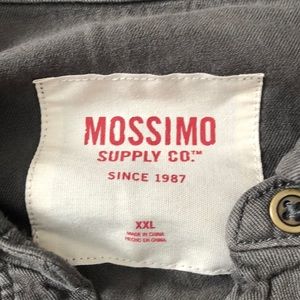 MOSSIMO
SUPPLY CO.™
SINCE 1987
XXL
MADE IN CHINA
HECHO EN CHINA